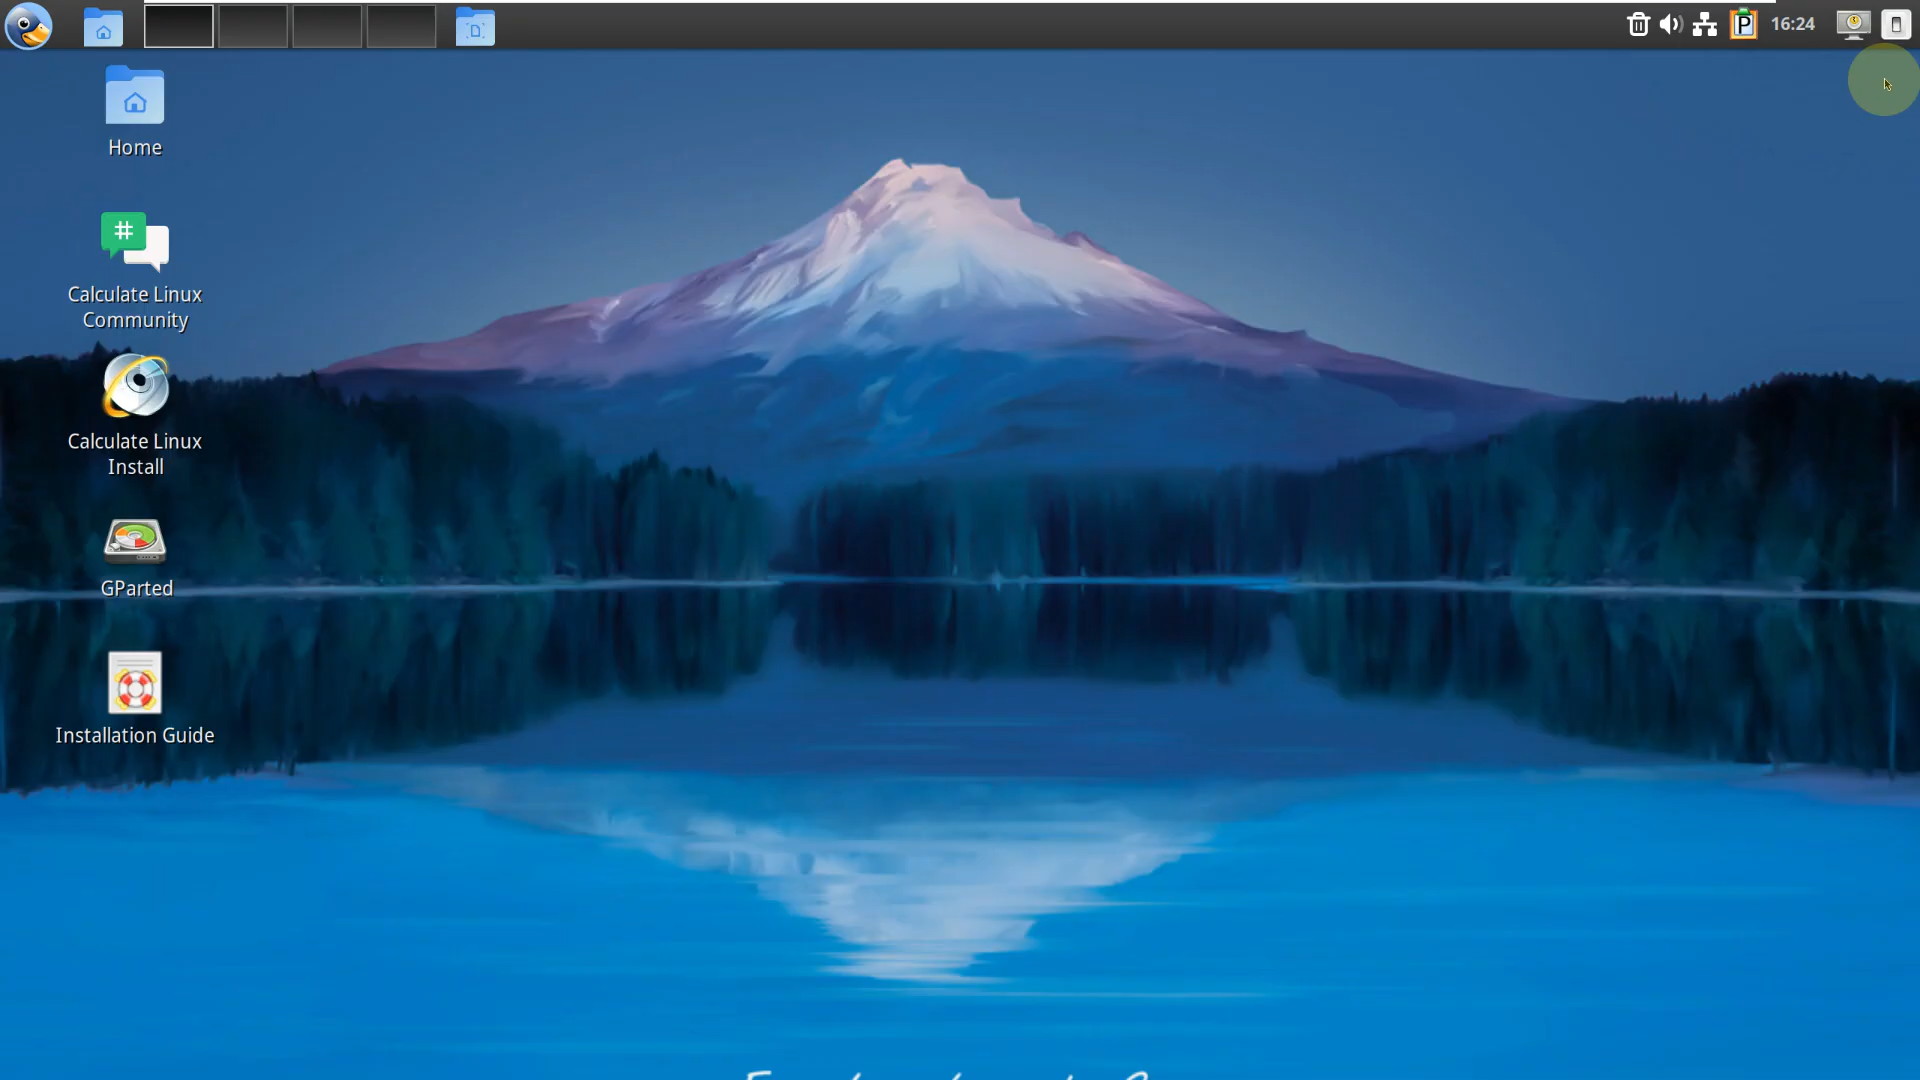 P
16:24
Home
#
Calculate Linux
Community
Calculate Linux
Install
GParted
Installation Guide